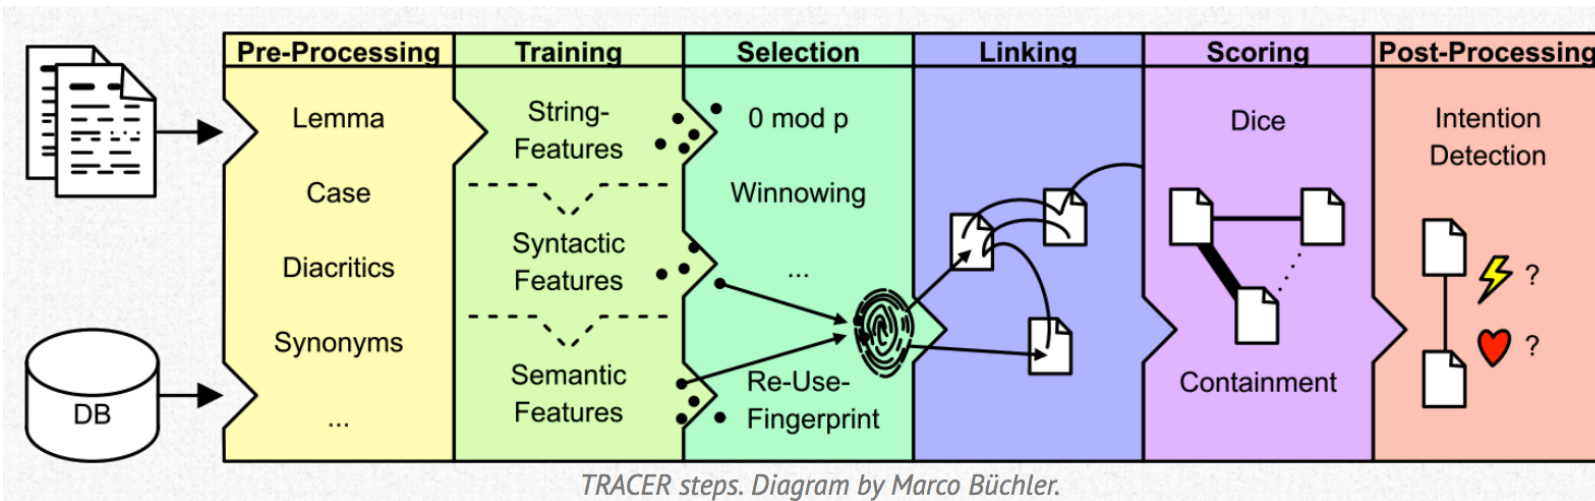 Pre-Processing
Training
Selection
Linking
Scoring
Post-Processing
Lemma
Case
Diacritics
Synonyms
...
DB
String-
Features
Syntactic
Features
Semantic
Features
0 mod p
Winnowing
...
Re-Use-
Fingerprint
Dice
Containment
Intention
Detection
?
?
TRACER steps. Diagram by Marco Büchler.